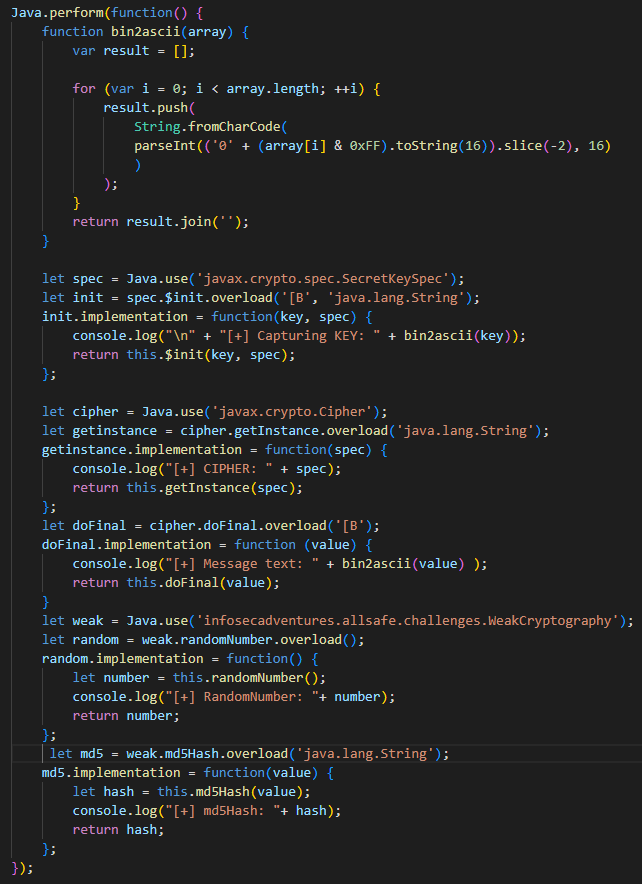 Java.perform(function() {
    function bin2ascii(array) {
        var result = [];

        for (var i = 0; i < array.length; ++i) {
            result.push(
                String.fromCharCode(
                parseInt(('0' + (array[i] & 0xFF).toString(16)).slice(-2), 16)
                )
            );
        }
        return result.join('');
    }

    let spec = Java.use('javax.crypto.spec.SecretKeySpec');
    let init = spec.$init.overload('[B', 'java.lang.String');
    init.implementation = function(key, spec) {
        console.log("\n" + "[+] Capturing KEY: " + bin2ascii(key));
        return this.$init(key, spec);
    };

    let cipher = Java.use('javax.crypto.Cipher');
    let getinstance = cipher.getInstance.overload('java.lang.String');
    getinstance.implementation = function(spec) {
        console.log("[+] CIPHER: " + spec);
        return this.getInstance(spec);
    };
    let doFinal = cipher.doFinal.overload('[B');
    doFinal.implementation = function (value) {
        console.log("[+] Message text: " + bin2ascii(value) );
        return this.doFinal(value);
    }
    let weak = Java.use('infosecadventures.allsafe.challenges.WeakCryptography');
    let random = weak.randomNumber.overload();
    random.implementation = function() {
        let number = this.randomNumber();
        console.log("[+] RandomNumber: "+ number);
        return number;
    };
     let md5 = weak.md5Hash.overload('java.lang.String');
    md5.implementation = function(value) {
        let hash = this.md5Hash(value);
        console.log("[+] md5Hash: "+ hash);
        return hash;
    };
});